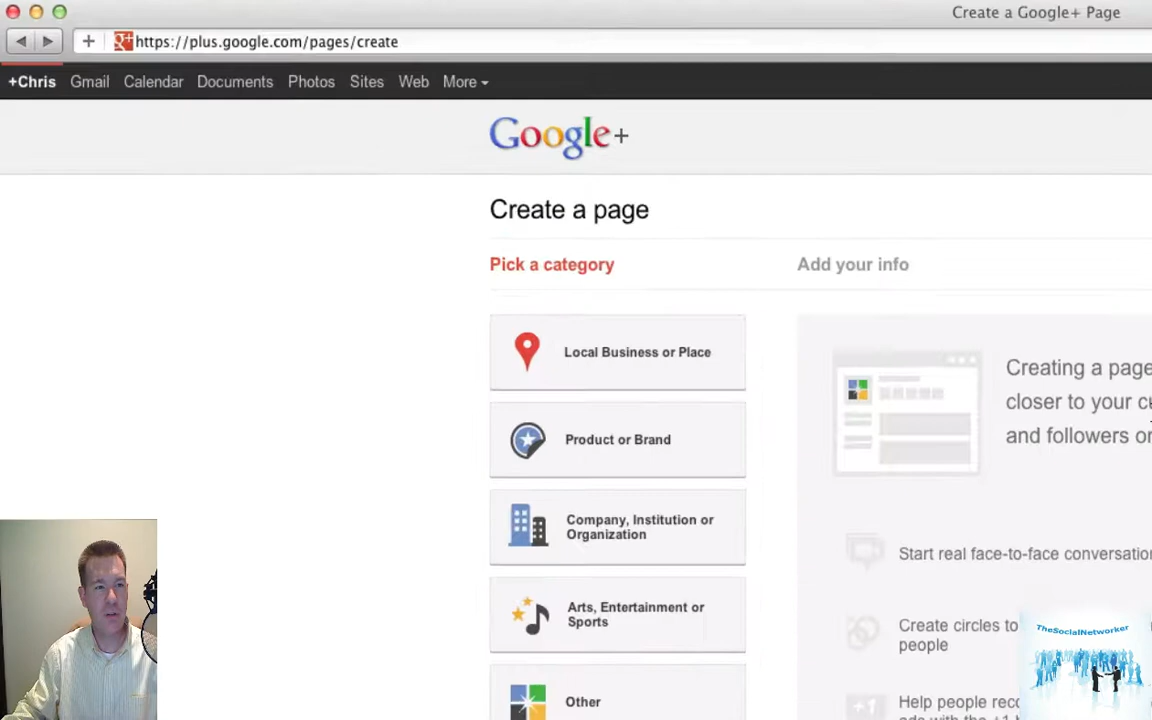 Create a Google+ Page
https://plus.google.com/pages/create
+Chris Gmail Calendar Documents Photos Sites Web More
Google+
Create a page
Pick a category
Add your info
Local Business or Place
Product or Brand
Company, Institution or
Organization
Arts, Entertainment or
Sports
Other
Creating a page
closer to your
and followers
Start real face-to-face
Create circles to
people
Help people
+1
TheSocialNetworker